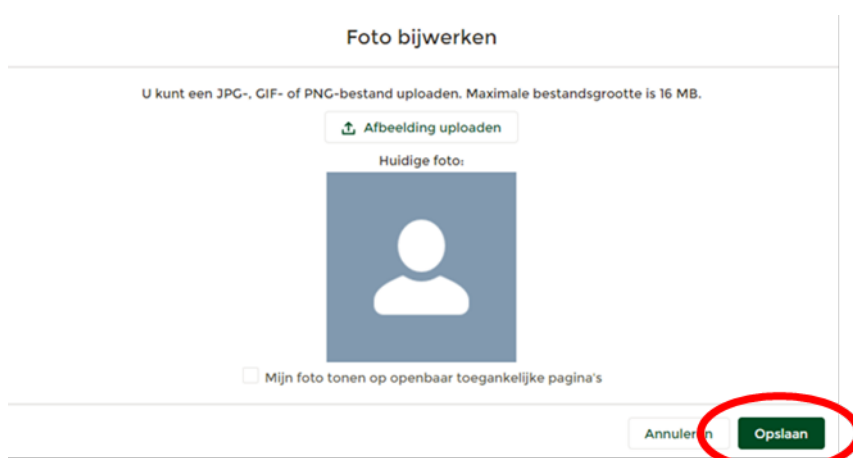 Foto bijwerken
U kunt een JPG-, GIF- of PNG-bestand uploaden. Maximale bestandsgrootte is 16 MB.
Afbeelding uploaden
Huidige foto:
Mijn foto tonen op openbaar toegankelijke pagina's
Annuleren Opslaan